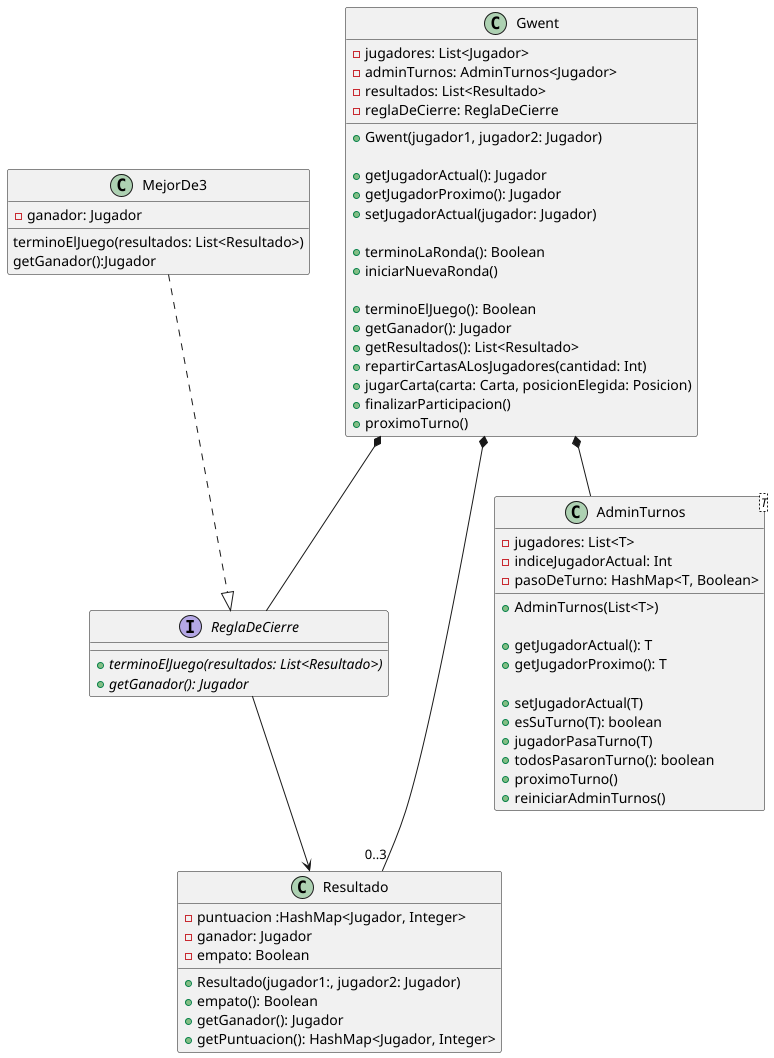 C Gwent
jugadores: List<Jugador>
adminTurnos: AdminTurnos<Jugador>
resultados: List<Resultado>
reglaDeCierre: ReglaDeCierre
Gwent(jugador1, jugador2: Jugador)
getJugadorActual(): Jugador
getJugadorProximo(): Jugador
setJugadorActual(jugador: Jugador)
terminoLaRonda(): Boolean
iniciarNuevaRonda()
terminoElJuego(): Boolean
getGanador(): Jugador
getResultados(): List<Resultado>
repartirCartasALosJugadores(cantidad: Int)
jugarCarta(carta: Carta, posicionElegida: Posicion)
finalizarParticipacion()
proximoTurno()
C MejorDe3
ganador: Jugador
terminoElJuego(resultados: List<Resultado>)
getGanador():Jugador
I ReglaDeCierre
terminoElJuego(resultados: List<Resultado>)
getGanador(): Jugador
C AdminTurnos T
jugadores: List<T>
indiceJugadorActual: Int
pasoDeTurno: HashMap<T, Boolean>
AdminTurnos(List<T>)
getJugadorActual(): T
getJugadorProximo(): T
setJugadorActual(T)
esSuTurno(T): boolean
jugadorPasaTurno(T)
todosPasaronTurno(): boolean
proximoTurno()
reiniciarAdminTurnos()
0..3
C Resultado
puntuacion :HashMap<Jugador, Integer>
ganador: Jugador
empato: Boolean
Resultado(jugador1:, jugador2: Jugador)
empato(): Boolean
getGanador(): Jugador
getPuntuacion(): HashMap<Jugador, Integer>